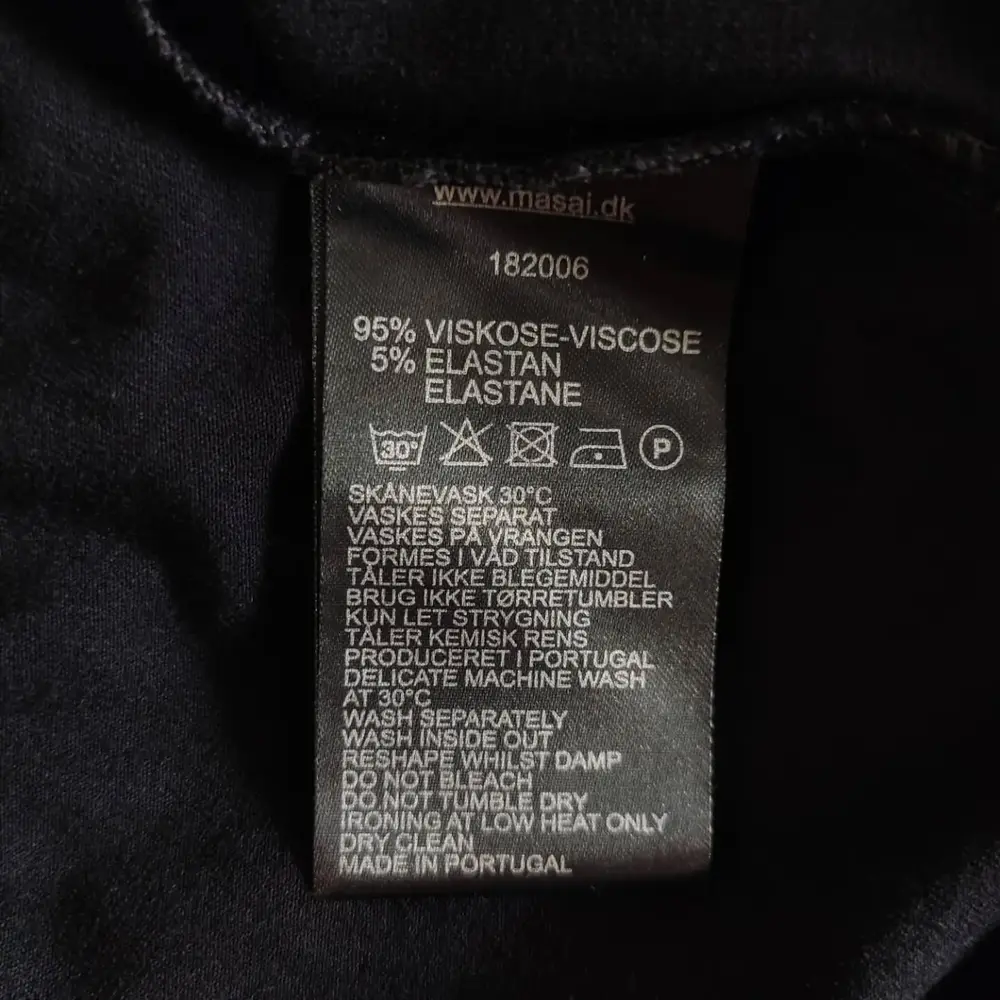 www.masai.dk
182006
95% VISKOSE-VISCOSE
5% ELASTAN
ELASTANE
30° P
SKÅNEVASK 30°C
VASKES SEPARAT
VASKES PÅ VRANGEN
FORMES I VÅD TILSTAND
TÅLER IKKE BLEGEMIDDEL
BRUG IKKE TØRRETUMBLER
KUN LET STRYGNING
TÅLER KEMISK RENS
PRODUCERET I PORTUGAL
DELICATE MACHINE WASH
AT 30°C
WASH SEPARATELY
WASH INSIDE OUT
RESHAPE WHILST DAMP
DO NOT BLEACH
DO NOT TUMBLE DRY
IRONING AT LOW HEAT ONLY
DRY CLEAN
MADE IN PORTUGAL